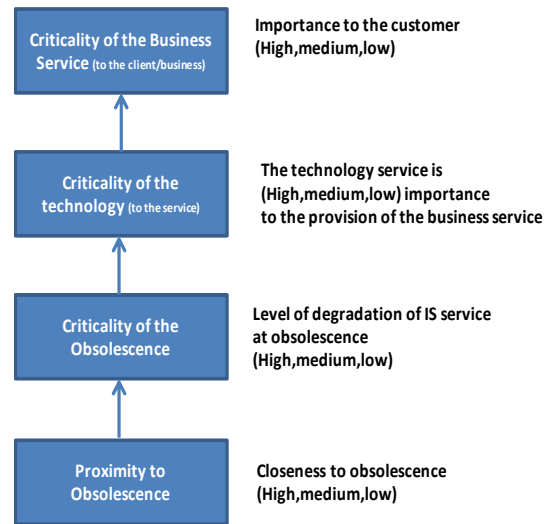 Criticality of the Business
Service (to the client/business)
Importance to the customer
(High,medium,low)
Criticality of the
technology (to the service)
The technology service is
(High,medium,low) importance
to the provision of the business service
Criticality of the
Obsolescence
Level of degradation of IS service
at obsolescence
(High,medium,low)
Proximity to
Obsolescence
Closeness to obsolescence
(High,medium,low)